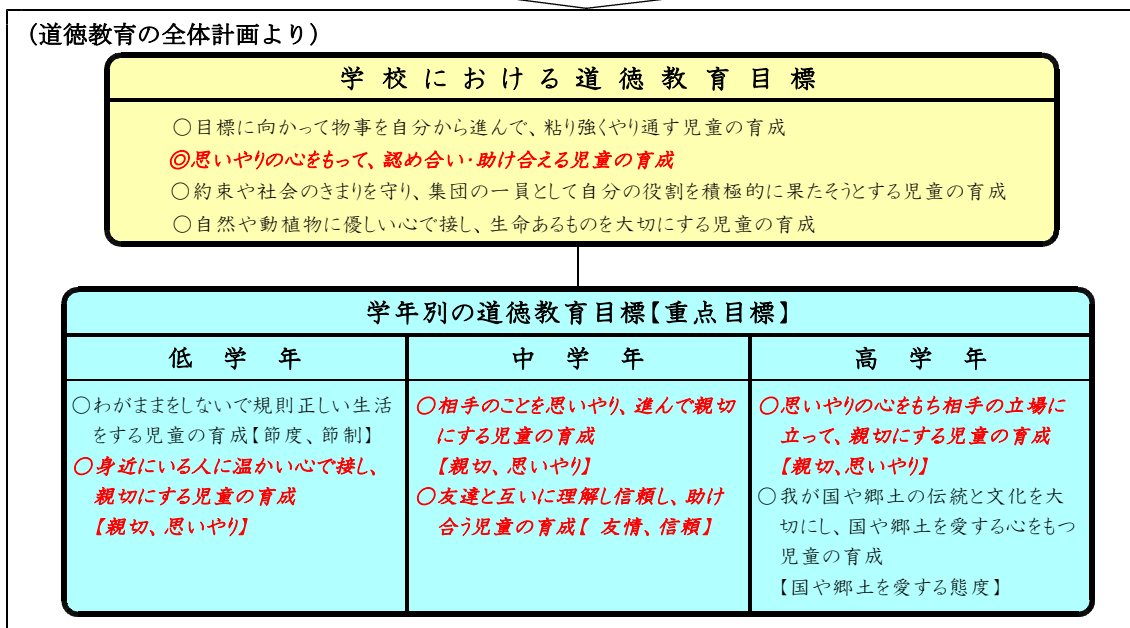 （道徳教育の全体計画より）
学校における道徳教育目標
○目標に向かって物事を自分から進んで、粘り強くやり通す児童の育成
◎思いやりの心をもって、認め合い・助け合える児童の育成
○約束や社会のきまりを守り、集団の一員として自分の役割を積極的に果たそうとする児童の育成
○自然や動植物に優しい心で接し、生命あるものを大切にする児童の育成
学年別の道徳教育目標【重点目標】
低学年
○わがままをしないで規則正しい生活
をする児童の育成【節度、節制】
○身近にいる人に温かい心で接し、
親切にする児童の育成
【親切、思いやり】
中学年
○相手のことを思いやり、進んで親切
にする児童の育成
【親切、思いやり】
○友達と互いに理解し信頼し、助け
合う児童の育成【 友情、信頼】
高学年
○思いやりの心をもち相手の立場に
立って、親切にする児童の育成
【親切、思いやり】
○我が国や郷土の伝統と文化を大
切にし、国や郷土を愛する心をもつ
児童の育成
【国や郷土を愛する態度】